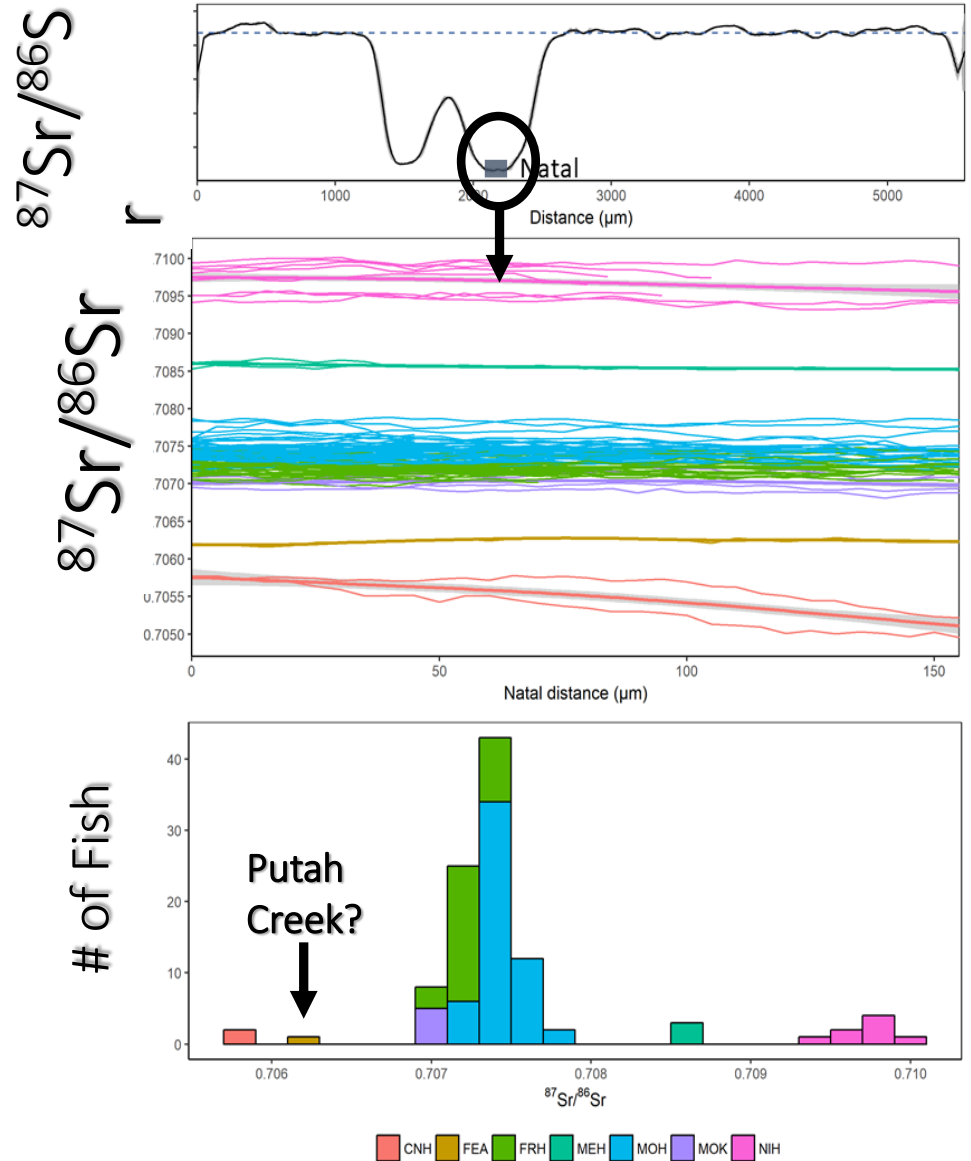 ⁸⁷Sr/⁸⁶S
r
Natal
0 1000 2000 3000 4000 5000
Distance (µm)
⁸⁷Sr/⁸⁶Sr
.7100
.7095
.7090
.7085
.7080
.7075
.7070
.7065
.7060
0.7055
0.7050
0 50 100 150
Natal distance (µm)
# of Fish
40
30
20
10
0
Putah
Creek?
0.706 0.707 0.708 0.709 0.710
⁸⁷Sr/⁸⁶Sr
CNH FEA FRH MEH MOH MOK NIH